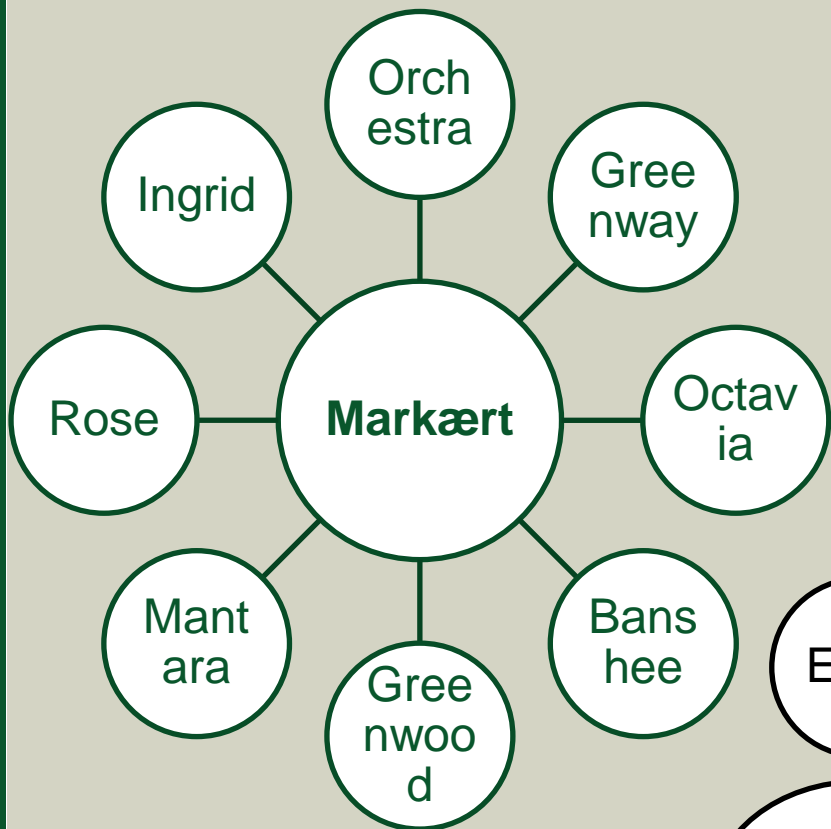 Orch
estra
Ingrid
Gree
nway
Rose
Markært
Octav
ia
Mant
ara
Gree
nwoo
d
Bans
hee
E